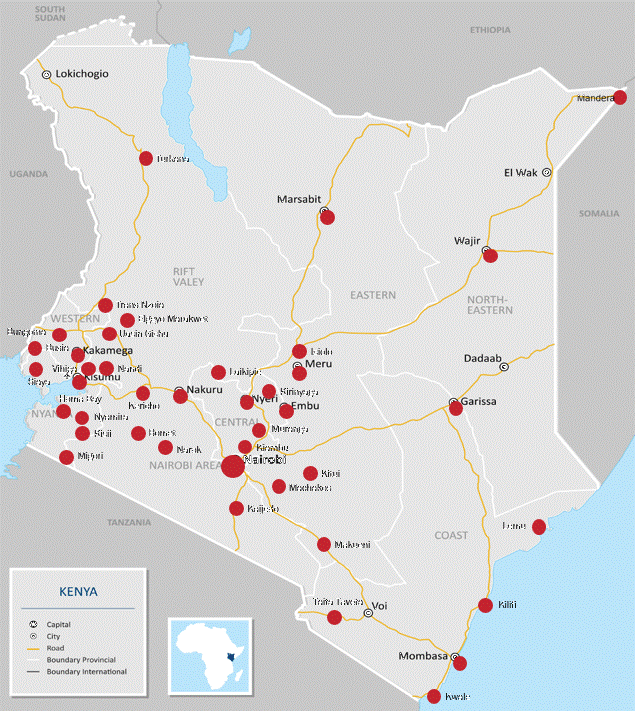 SOUTH
SUDAN
ETHIOPIA
Lokichogio
Mandera
Turkana
El Wak
UGANDA
Marsabit
SOMALIA
Wajir
RIFT
VALLEY
EASTERN
NORTH-
EASTERN
Trans Nzoia
WESTERN
Elgeyo Marakwet
Bungoma
Uasin Gishu
Busia
Kakamega
Isiolo
Dadaab
Vihiga
Nandi
Laikipia
Meru
Siaya
Kisumu
Nakuru
Kirinyaga
Homa Bay
Kericho
Nyeri
Embu
Garissa
NYAN
Nyamira
CENTRAL
Muranga
Kisii
Bomet
Narok
Kiambu
Migori
NAIROBI AREA
Nairobi
Kitui
Machakos
Kajiado
TANZANIA
Lamu
COAST
Makueni
KENYA
Taita Taveta
Voi
Kilifi
Capital
City
Road
Boundary Provincial
Boundary International
Mombasa
Kwale